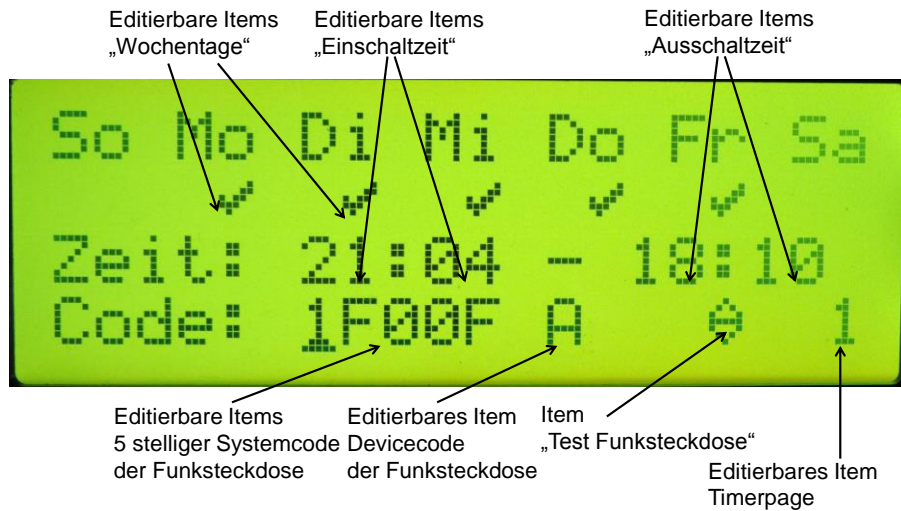 Editierbare Items
„Wochentage“
Editierbare Items
„Einschaltzeit“
Editierbare Items
„Ausschaltzeit“
So Mo Di Mi Do Fr Sa
✓ ✓ ✓ ✓ ✓
Zeit: 21:04 - 18:10
Code: 1F00F A 1
Editierbare Items
5 stelliger Systemcode
der Funksteckdose
Editierbares Item
Devicecode
der Funksteckdose
Item
„Test Funksteckdose“
Editierbares Item
Timerpage